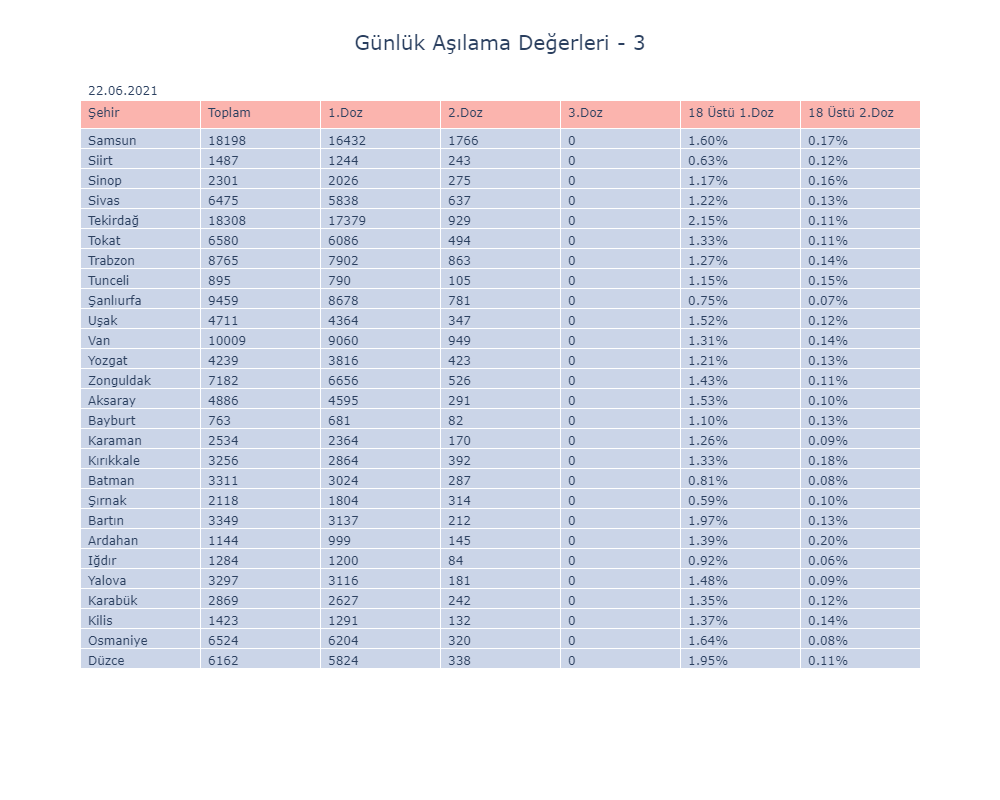 Günlük Aşılama Değerleri - 3
22.06.2021
Şehir Toplam 1.Doz 2.Doz 3.Doz 18 Üstü 1.Doz 18 Üstü 2.Doz
Samsun 18198 16432 1766 0 1.60% 0.17%
Siirt 1487 1244 243 0 0.63% 0.12%
Sinop 2301 2026 275 0 1.17% 0.16%
Sivas 6475 5838 637 0 1.22% 0.13%
Tekirdağ 18308 17379 929 0 2.15% 0.11%
Tokat 6580 6086 494 0 1.33% 0.11%
Trabzon 8765 7902 863 0 1.27% 0.14%
Tunceli 895 790 105 0 1.15% 0.15%
Şanlıurfa 9459 8678 781 0 0.75% 0.07%
Uşak 4711 4364 347 0 1.52% 0.12%
Van 10009 9060 949 0 1.31% 0.14%
Yozgat 4239 3816 423 0 1.21% 0.13%
Zonguldak 7182 6656 526 0 1.43% 0.11%
Aksaray 4886 4595 291 0 1.53% 0.10%
Bayburt 763 681 82 0 1.10% 0.13%
Karaman 2534 2364 170 0 1.26% 0.09%
Kırıkkale 3256 2864 392 0 1.33% 0.18%
Batman 3311 3024 287 0 0.81% 0.08%
Şırnak 2118 1804 314 0 0.59% 0.10%
Bartın 3349 3137 212 0 1.97% 0.13%
Ardahan 1144 999 145 0 1.39% 0.20%
Iğdır 1284 1200 84 0 0.92% 0.06%
Yalova 3297 3116 181 0 1.48% 0.09%
Karabük 2869 2627 242 0 1.35% 0.12%
Kilis 1423 1291 132 0 1.37% 0.14%
Osmaniye 6524 6204 320 0 1.64% 0.08%
Düzce 6162 5824 338 0 1.95% 0.11%